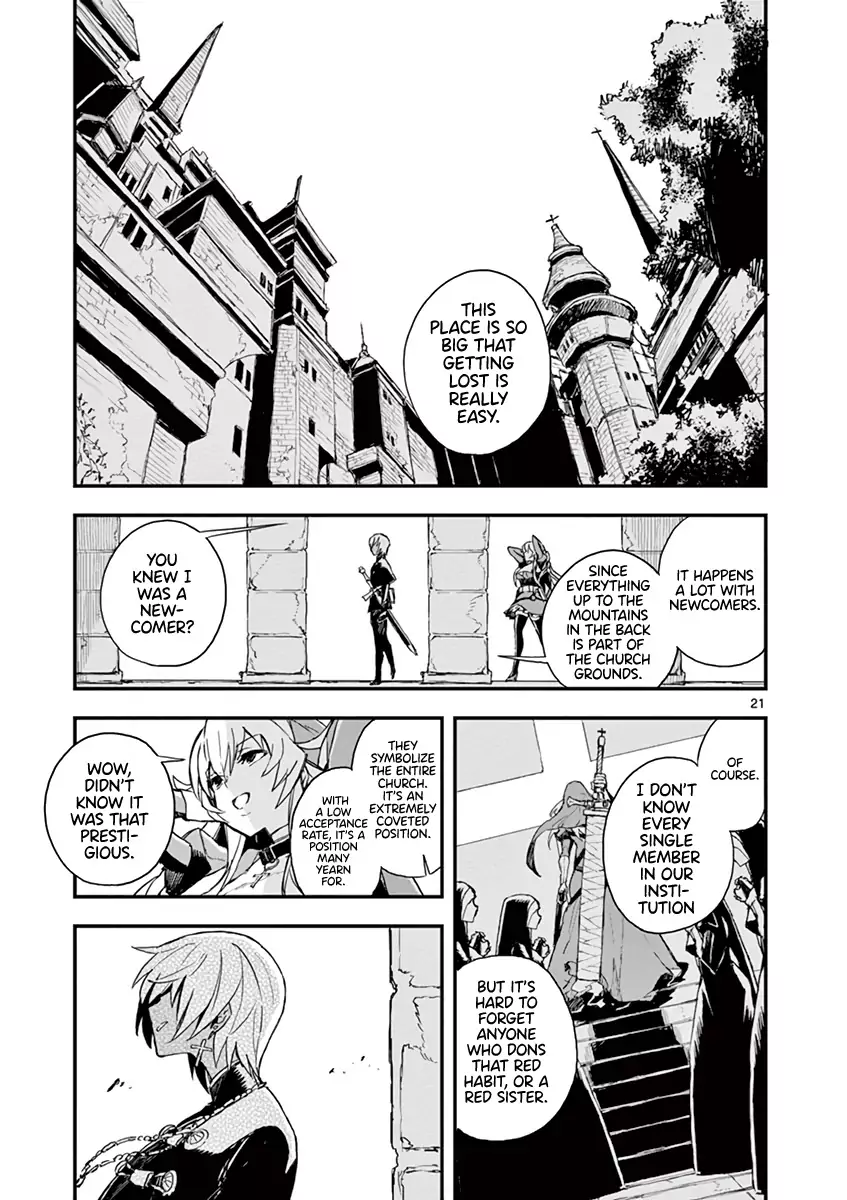 THIS
PLACE IS SO
BIG THAT
GETTING
LOST IS
REALLY
EASY.
IT HAPPENS
A LOT WITH
NEWCOMERS.
SINCE
EVERYTHING
UP TO THE
MOUNTAINS
IN THE BACK
IS PART OF
THE CHURCH
GROUNDS.
YOU
KNEW I
WAS A
NEW-
COMER?
21
OF
COURSE.
I DON'T
KNOW
EVERY
SINGLE
MEMBER
IN OUR
INSTI-
TUTION
BUT IT'S
HARD TO
FORGET
ANYONE
WHO DONS
THAT RED
HABIT, OR A
RED SISTER.
THEY
SYMBOLIZE
THE ENTIRE
CHURCH.
IT'S AN
EXTREMELY
COVETED
POSITION.
WITH
A LOW
ACCEPTANCE
RATE, IT'S A
POSITION
MANY
YEARN
FOR.
WOW,
DIDN'T
KNOW IT
WAS THAT
PRESTI-
GIOUS.